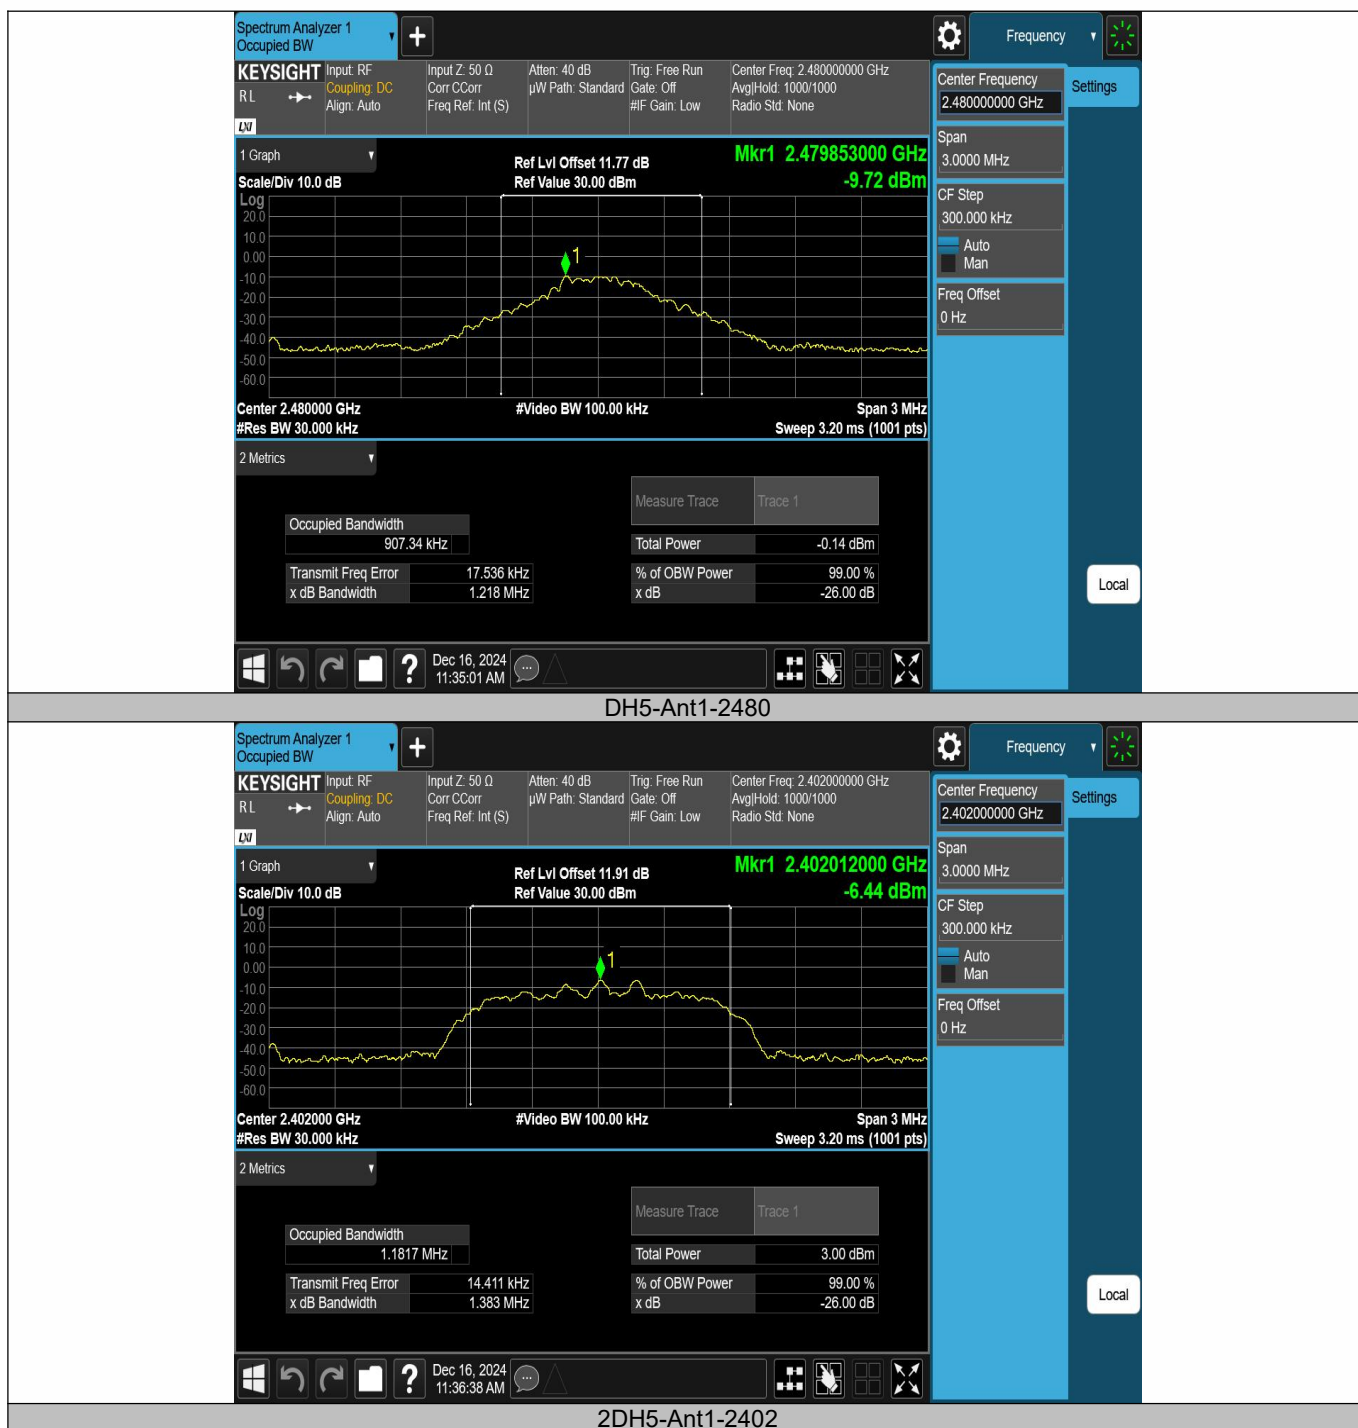 Spectrum Analyzer 1
Occupied BW
+
Frequency
KEYSIGHT
RL
LXI
Input: RF
Coupling: DC
Align: Auto
Input Z: 50 Ω
Corr CCorr
Freq Ref: Int (S)
Atten: 40 dB
µW Path: Standard
Trig: Free Run
Gate: Off
#IF Gain: Low
Center Freq: 2.480000000 GHz
Avg|Hold: 1000/1000
Radio Std: None
Center Frequency
2.480000000 GHz
Settings
Span
3.0000 MHz
CF Step
300.000 kHz
Auto
Man
Freq Offset
0 Hz
Local
1 Graph
Scale/Div 10.0 dB
Ref Lvl Offset 11.77 dB
Ref Value 30.00 dBm
Mkr1 2.479853000 GHz
-9.72 dBm
Log
20.0
10.0
0.00
-10.0
-20.0
-30.0
-40.0
-50.0
-60.0
1
Center 2.480000 GHz
#Res BW 30.000 kHz
#Video BW 100.00 kHz
Span 3 MHz
Sweep 3.20 ms (1001 pts)
2 Metrics
Measure Trace Trace 1
Occupied Bandwidth
907.34 kHz
Total Power -0.14 dBm
Transmit Freq Error 17.536 kHz
% of OBW Power 99.00 %
x dB Bandwidth 1.218 MHz
x dB -26.00 dB
?
Dec 16, 2024
11:35:01 AM
DH5-Ant1-2480
Spectrum Analyzer 1
Occupied BW
+
Frequency
KEYSIGHT
RL
LXI
Input: RF
Coupling: DC
Align: Auto
Input Z: 50 Ω
Corr CCorr
Freq Ref: Int (S)
Atten: 40 dB
µW Path: Standard
Trig: Free Run
Gate: Off
#IF Gain: Low
Center Freq: 2.402000000 GHz
Avg|Hold: 1000/1000
Radio Std: None
Center Frequency
2.402000000 GHz
Settings
Span
3.0000 MHz
CF Step
300.000 kHz
Auto
Man
Freq Offset
0 Hz
Local
1 Graph
Scale/Div 10.0 dB
Ref Lvl Offset 11.91 dB
Ref Value 30.00 dBm
Mkr1 2.402012000 GHz
-6.44 dBm
Log
20.0
10.0
0.00
-10.0
-20.0
-30.0
-40.0
-50.0
-60.0
1
Center 2.402000 GHz
#Res BW 30.000 kHz
#Video BW 100.00 kHz
Span 3 MHz
Sweep 3.20 ms (1001 pts)
2 Metrics
Measure Trace Trace 1
Occupied Bandwidth
1.1817 MHz
Total Power 3.00 dBm
Transmit Freq Error 14.411 kHz
% of OBW Power 99.00 %
x dB Bandwidth 1.383 MHz
x dB -26.00 dB
?
Dec 16, 2024
11:36:38 AM
2DH5-Ant1-2402